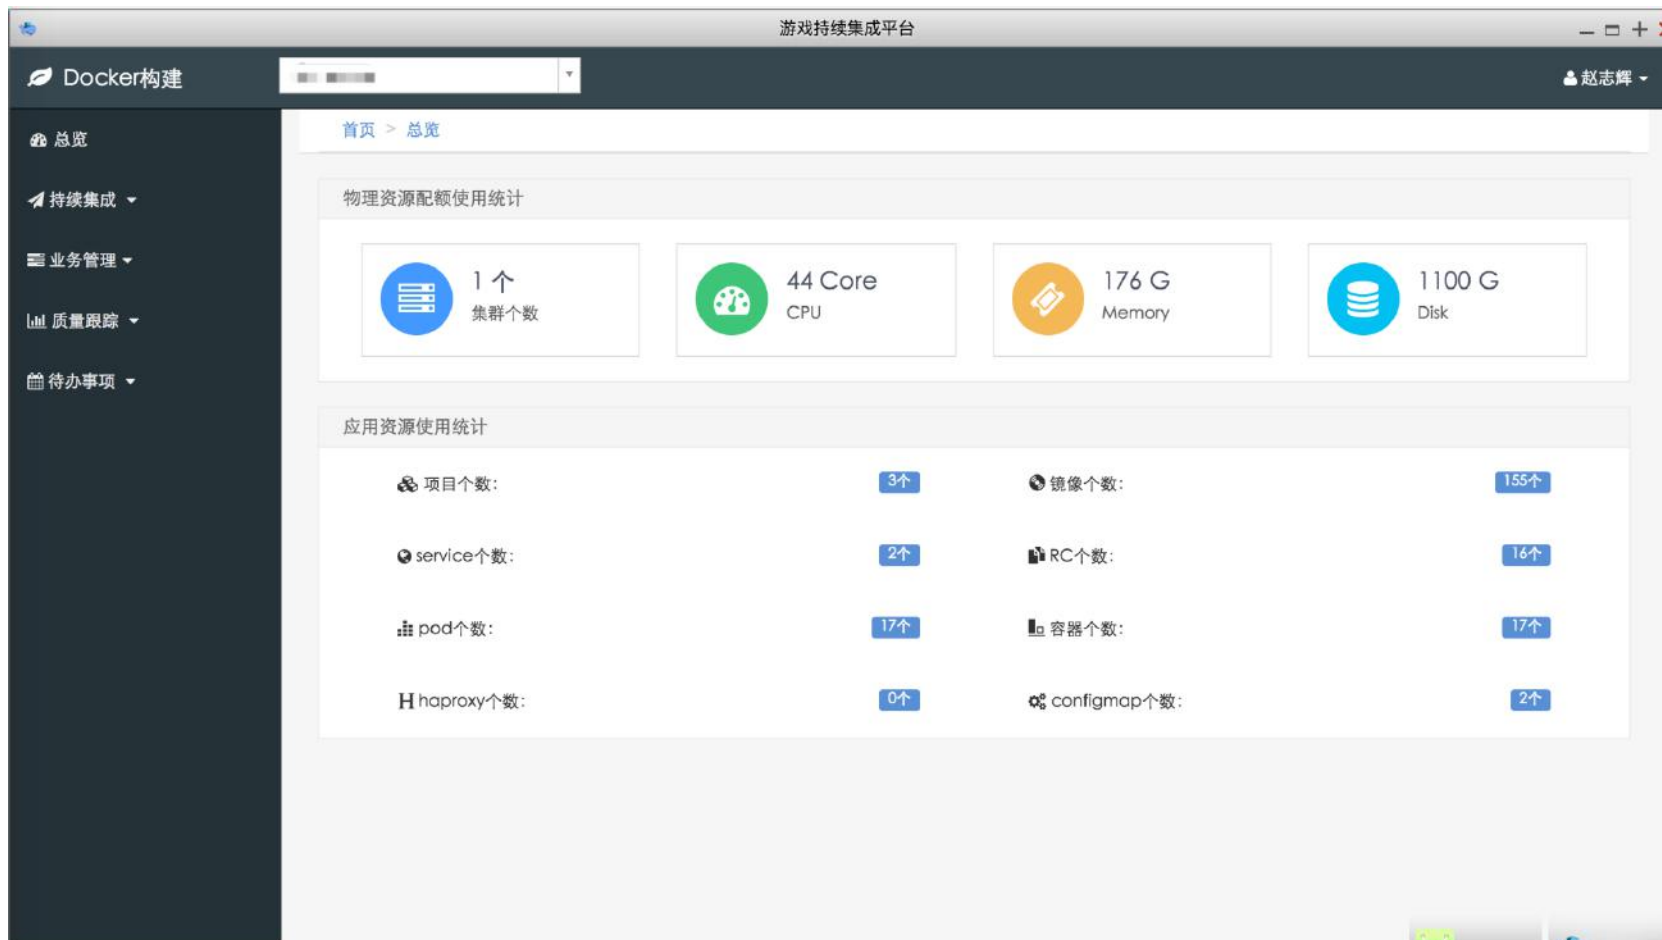 游戏持续集成平台
Docker构建
赵志辉
总览
持续集成
业务管理
质量跟踪
待办事项
首页 > 总览
物理资源配额使用统计
1 个
集群个数
44 Core
CPU
176 G
Memory
1100 G
Disk
应用资源使用统计
项目个数: 3个
镜像个数: 155个
service个数: 2个
RC个数: 16个
pod个数: 17个
容器个数: 17个
haproxy个数: 0个
configmap个数: 2个